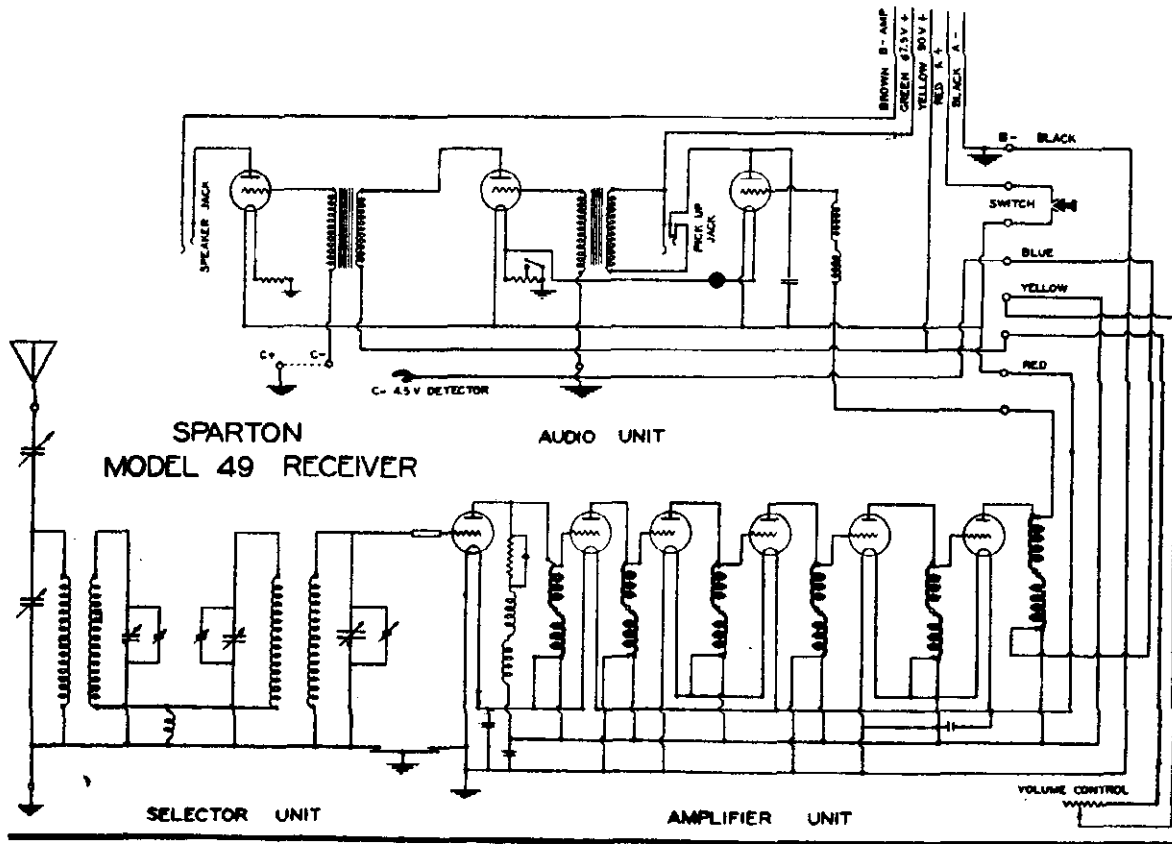 BROWN B- AMP
GREEN 67.5V +
YELLOW 90V +
RED A +
BLACK A -
B- BLACK
SPEAKER JACK
PICK UP
JACK
SWITCH
BLUE
YELLOW
C+ C-
RED
C- 4.5 V DETECTOR
SPARTON
MODEL 49 RECEIVER
AUDIO UNIT
VOLUME CONTROL
SELECTOR UNIT
AMPLIFIER UNIT